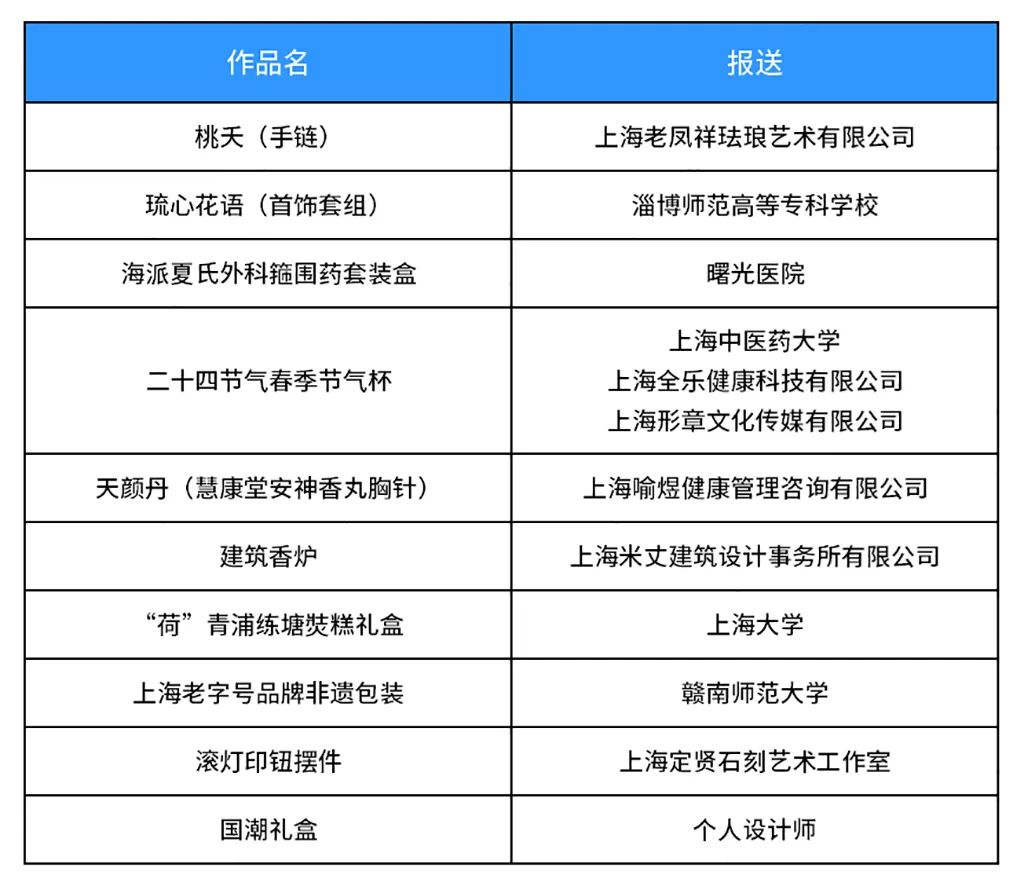 作品名 报送
桃夭（手链） 上海老凤祥珐琅艺术有限公司
琉心花语（首饰套组） 淄博师范高等专科学校
海派夏氏外科箍围药套装盒 曙光医院
二十四节气春季节气杯
上海中医药大学
上海全乐健康科技有限公司
上海形章文化传媒有限公司
天颜丹（慧康堂安神香丸胸针） 上海喻煜健康管理咨询有限公司
建筑香炉 上海米丈建筑设计事务所有限公司
“荷”青浦练塘焋糕礼盒 上海大学
上海老字号品牌非遗包装 赣南师范大学
滚灯印钮摆件 上海定贤石刻艺术工作室
国潮礼盒 个人设计师